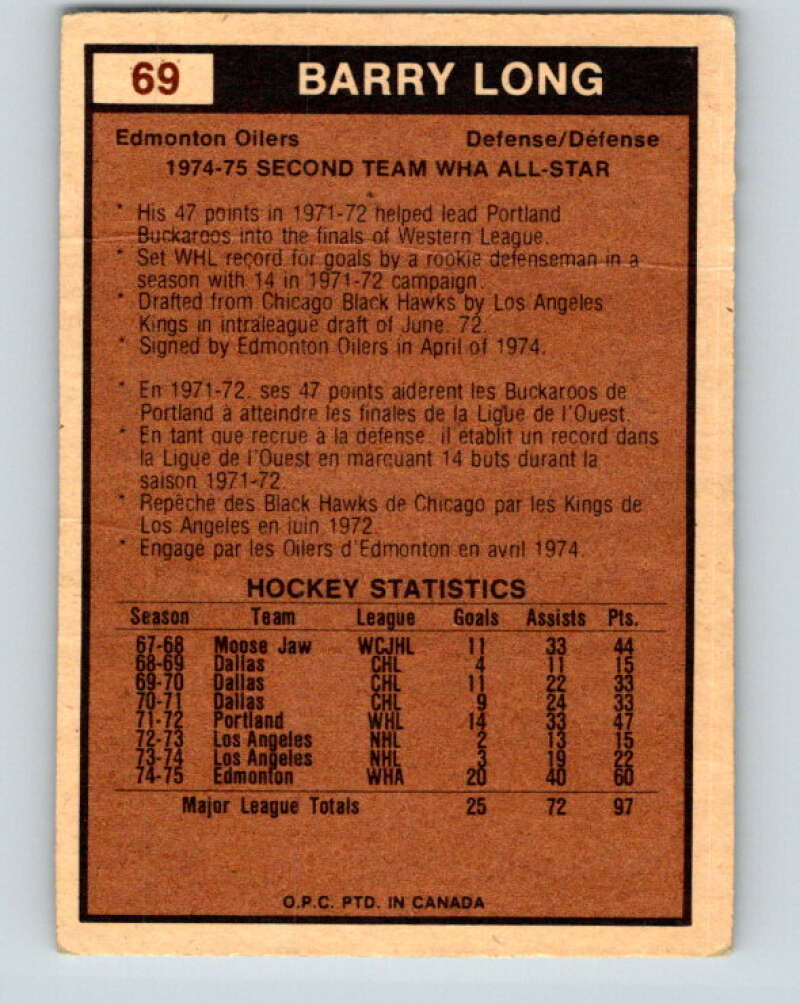 69 BARRY LONG
Edmonton Oilers Defense/Défense
1974-75 SECOND TEAM WHA ALL-STAR
* His 47 points in 1971-72 helped lead Portland
Buckaroos into the finals of Western League.
* Set WHL record for goals by a rookie defenseman in a
season with 14 in 1971-72 campaign.
* Drafted from Chicago Black Hawks by Los Angeles
Kings in intraleague draft of June, 72.
* Signed by Edmonton Oilers in April of 1974.
* En 1971-72, ses 47 points aidèrent les Buckaroos de
Portland à atteindre les finales de la Ligue de l'Ouest.
* En tant que recrue à la défense, il établit un record dans
la Ligue de l'Ouest en marquant 14 buts durant la
saison 1971-72.
* Repêché des Black Hawks de Chicago par les Kings de
Los Angeles en juin 1972.
* Engagé par les Oilers d'Edmonton en avril 1974.
HOCKEY STATISTICS
Season Team League Goals Assists Pts.
67-68 Moose Jaw WCJHL 11 33 44
68-69 Dallas CHL 4 11 15
69-70 Dallas CHL 11 22 33
70-71 Dallas CHL 9 24 33
71-72 Portland WHL 14 33 47
72-73 Los Angeles NHL 2 13 15
73-74 Los Angeles NHL 3 19 22
74-75 Edmonton WHA 20 40 60
Major League Totals 25 72 97
O.P.C. PTD. IN CANADA